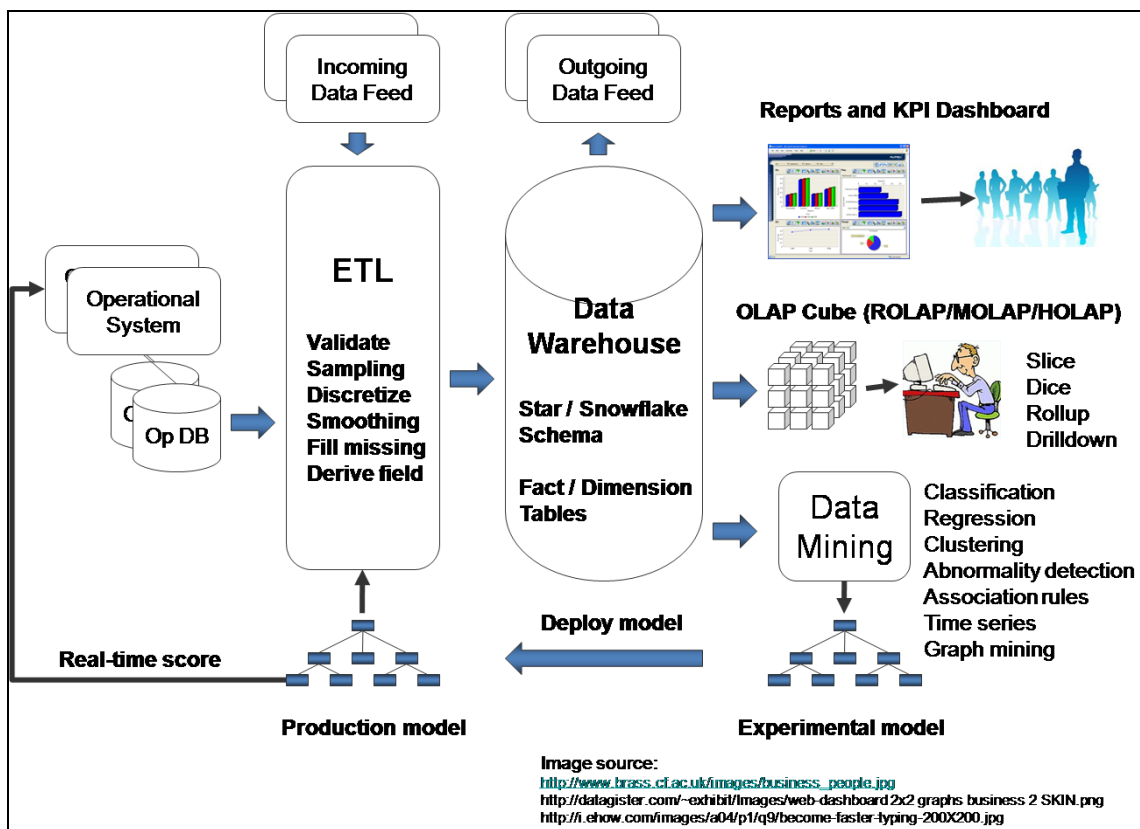 Incoming
Data Feed
Outgoing
Data Feed
Reports and KPI Dashboard
ETL
Validate
Sampling
Discretize
Smoothing
Fill missing
Derive field
Operational
System
Op DB
Data
Warehouse
Star / Snowflake
Schema
Fact / Dimension
Tables
OLAP Cube (ROLAP/MOLAP/HOLAP)
Slice
Dice
Rollup
Drilldown
Data
Mining
Classification
Regression
Clustering
Abnormality detection
Association rules
Time series
Graph mining
Deploy model
Real-time score
Production model
Experimental model
Image source:
http://www.brass.cf.ac.uk/images/business_people.jpg
http://datagister.com/~exhibit/Images/web-dashboard 2x2 graphs business 2 SKIN.png
http://i.ehow.com/images/a04/p1/q9/become-faster-typing-200X200.jpg